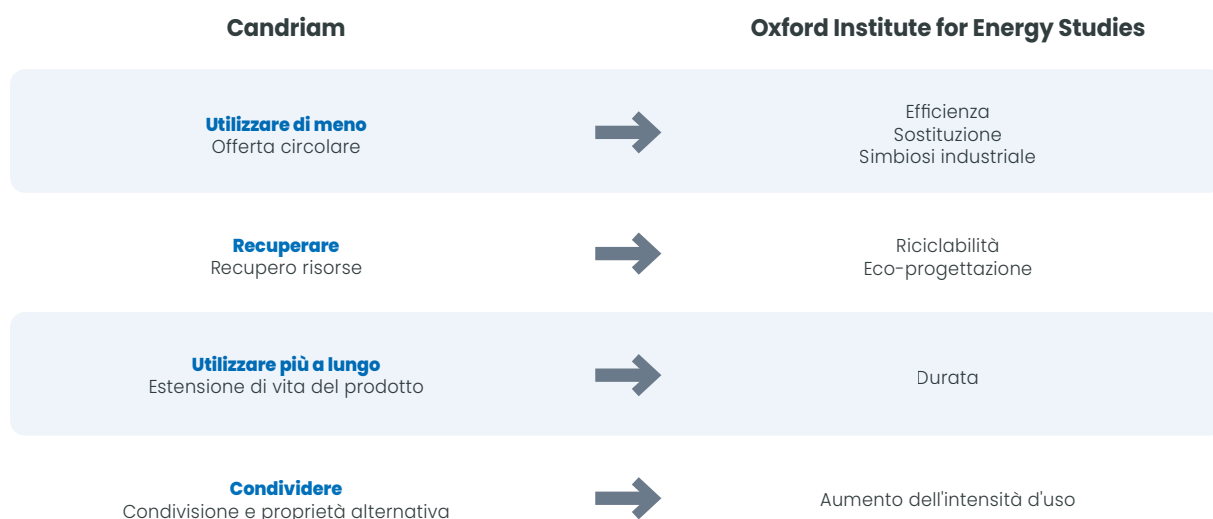 Candriam
Oxford Institute for Energy Studies
Utilizzare di meno
Offerta circolare
Efficienza
Sostituzione
Simbiosi industriale
Recuperare
Recupero risorse
Riciclabilità
Eco-progettazione
Utilizzare più a lungo
Estensione di vita del prodotto
Durata
Condividere
Condivisione e proprietà alternativa
Aumento dell'intensità d'uso